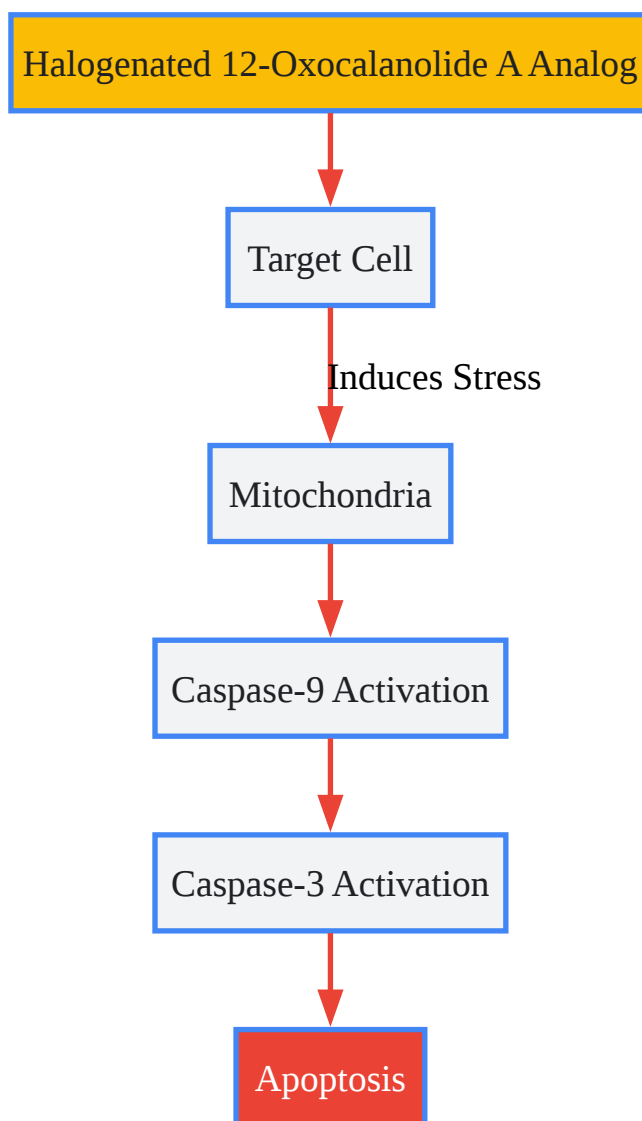 Halogenated 12-Oxocalanolide A Analog
Target Cell
Induces Stress
Mitochondria
Caspase-9 Activation
Caspase-3 Activation
Apoptosis